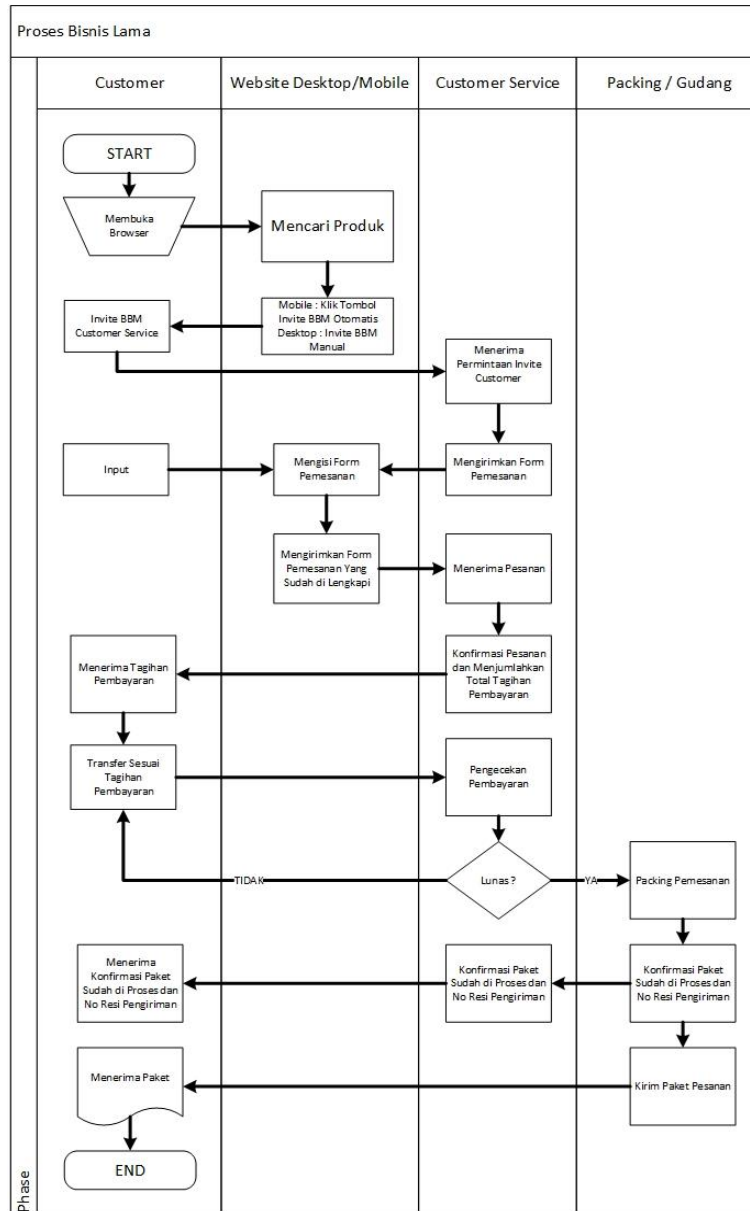 Proses Bisnis Lama
Customer
Website Desktop/Mobile
Customer Service
Packing / Gudang
START
Membuka
Browser
Mencari Produk
Mobile : Klik Tombol
Invite BBM Otomatis
Desktop : Invite BBM
Manual
Invite BBM
Customer Service
Menerima
Permintaan Invite
Customer
Input
Mengisi Form
Pemesanan
Mengirimkan Form
Pemesanan
Mengirimkan Form
Pemesanan Yang
Sudah di Lengkapi
Menerima Pesanan
Menerima Tagihan
Pembayaran
Konfirmasi Pesanan
dan Menjumlahkan
Total Tagihan
Pembayaran
Transfer Sesuai
Tagihan
Pembayaran
Pengecekan
Pembayaran
TIDAK
Lunas ?
YA
Packing Pemesanan
Menerima
Konfirmasi Paket
Sudah di Proses dan
No Resi Pengiriman
Konfirmasi Paket
Sudah di Proses dan
No Resi Pengiriman
Konfirmasi Paket
Sudah di Proses dan
No Resi Pengiriman
Menerima Paket
Kirim Paket Pesanan
END
Phase